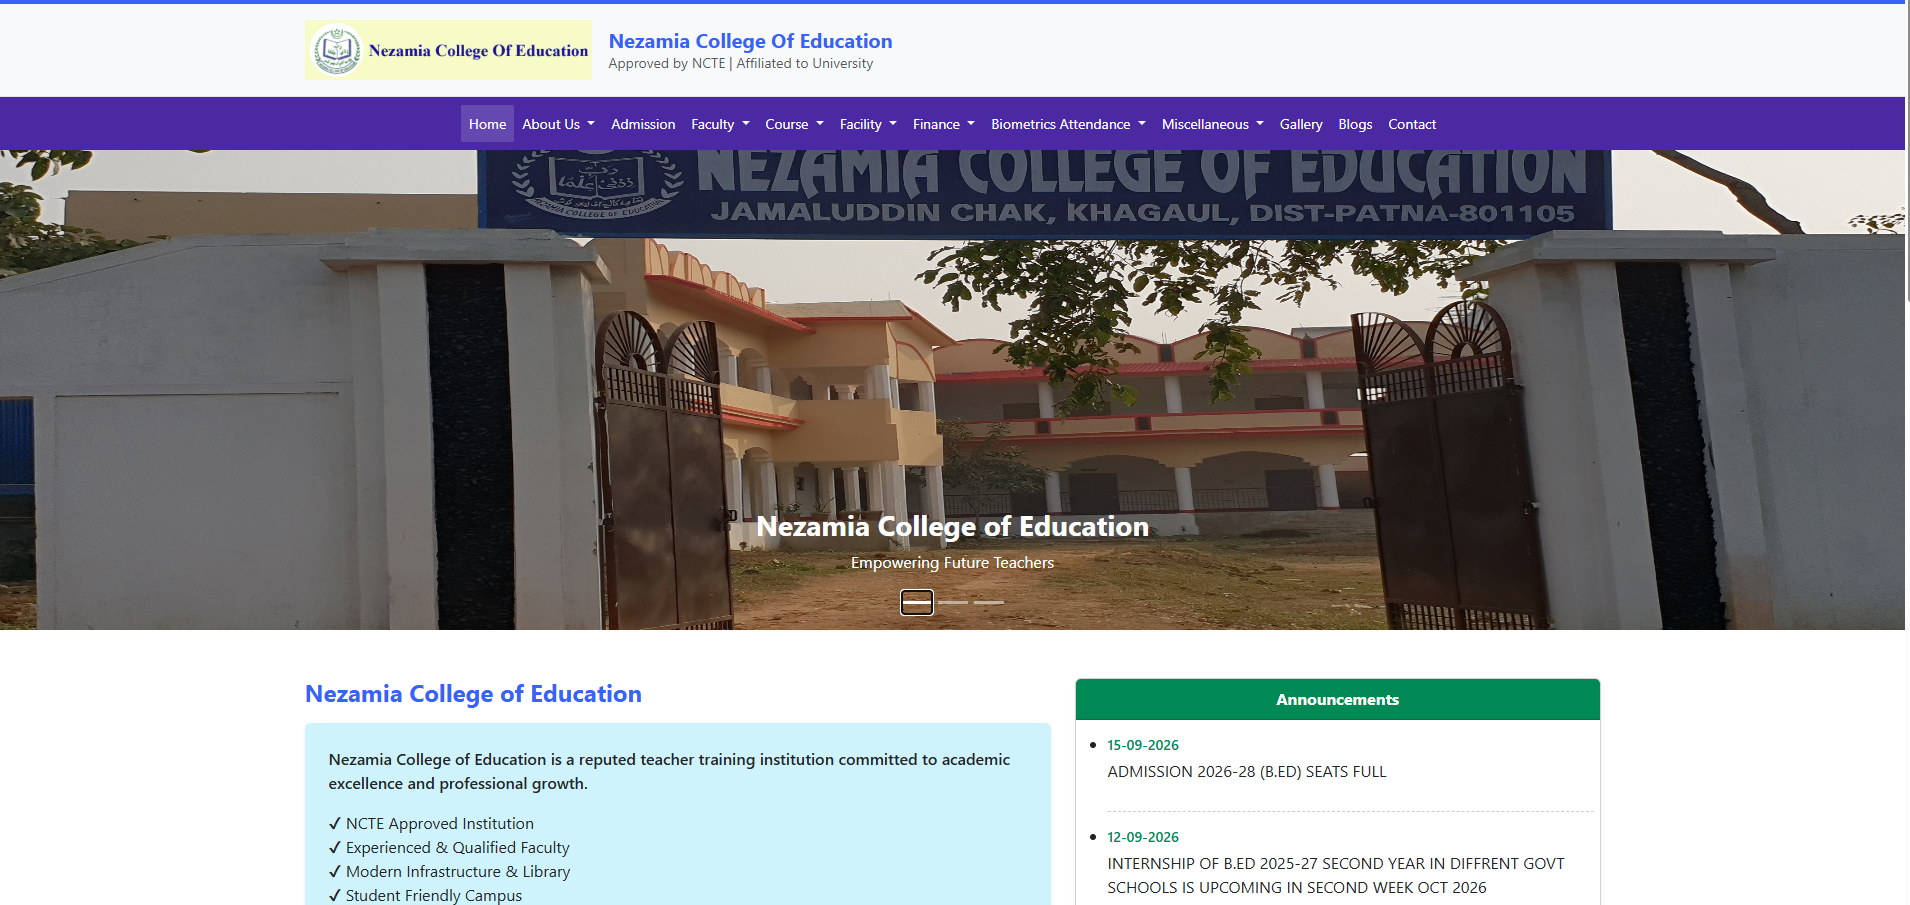 Nezamia College Of Education
Nezamia College Of Education
Approved by NCTE | Affiliated to University
Home About Us Admission Faculty Course Facility Finance Biometrics Attendance Miscellaneous Gallery Blogs Contact
NEZAMIA COLLEGE OF EDUCATION
JAMALUDDIN CHAK, KHAGAUL, DIST-PATNA-801105
Nezamia College of Education
Empowering Future Teachers
Nezamia College of Education
Nezamia College of Education is a reputed teacher training institution committed to academic
excellence and professional growth.
✓ NCTE Approved Institution
✓ Experienced & Qualified Faculty
✓ Modern Infrastructure & Library
✓ Student Friendly Campus
Announcements
15-09-2026
ADMISSION 2026-28 (B.ED) SEATS FULL
12-09-2026
INTERNSHIP OF B.ED 2025-27 SECOND YEAR IN DIFFRENT GOVT
SCHOOLS IS UPCOMING IN SECOND WEEK OCT 2026